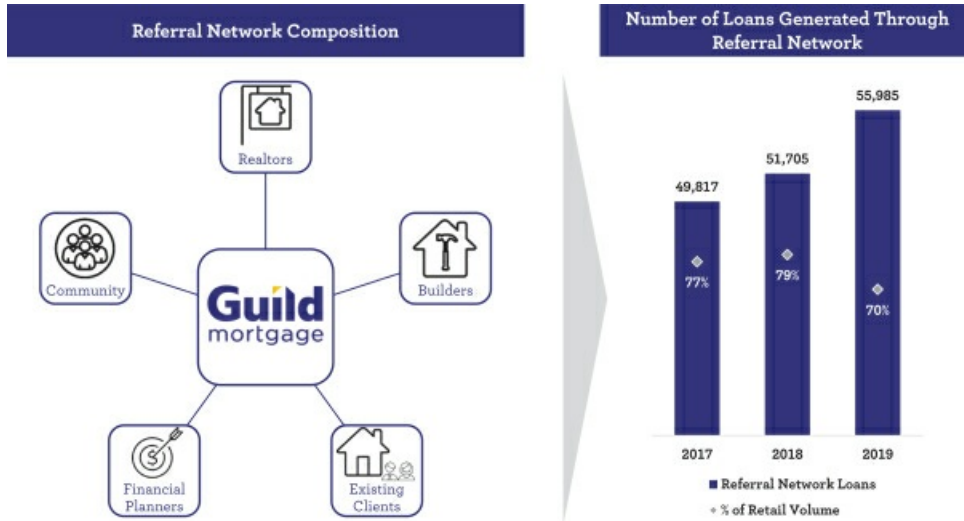 Referral Network Composition
Number of Loans Generated Through
Referral Network
Realtors
Community
Builders
Guild
mortgage
$
Financial
Planners
Existing
Clients
55,985
51,705
49,817
77%
79%
70%
2017
2018
2019
Referral Network Loans
% of Retail Volume